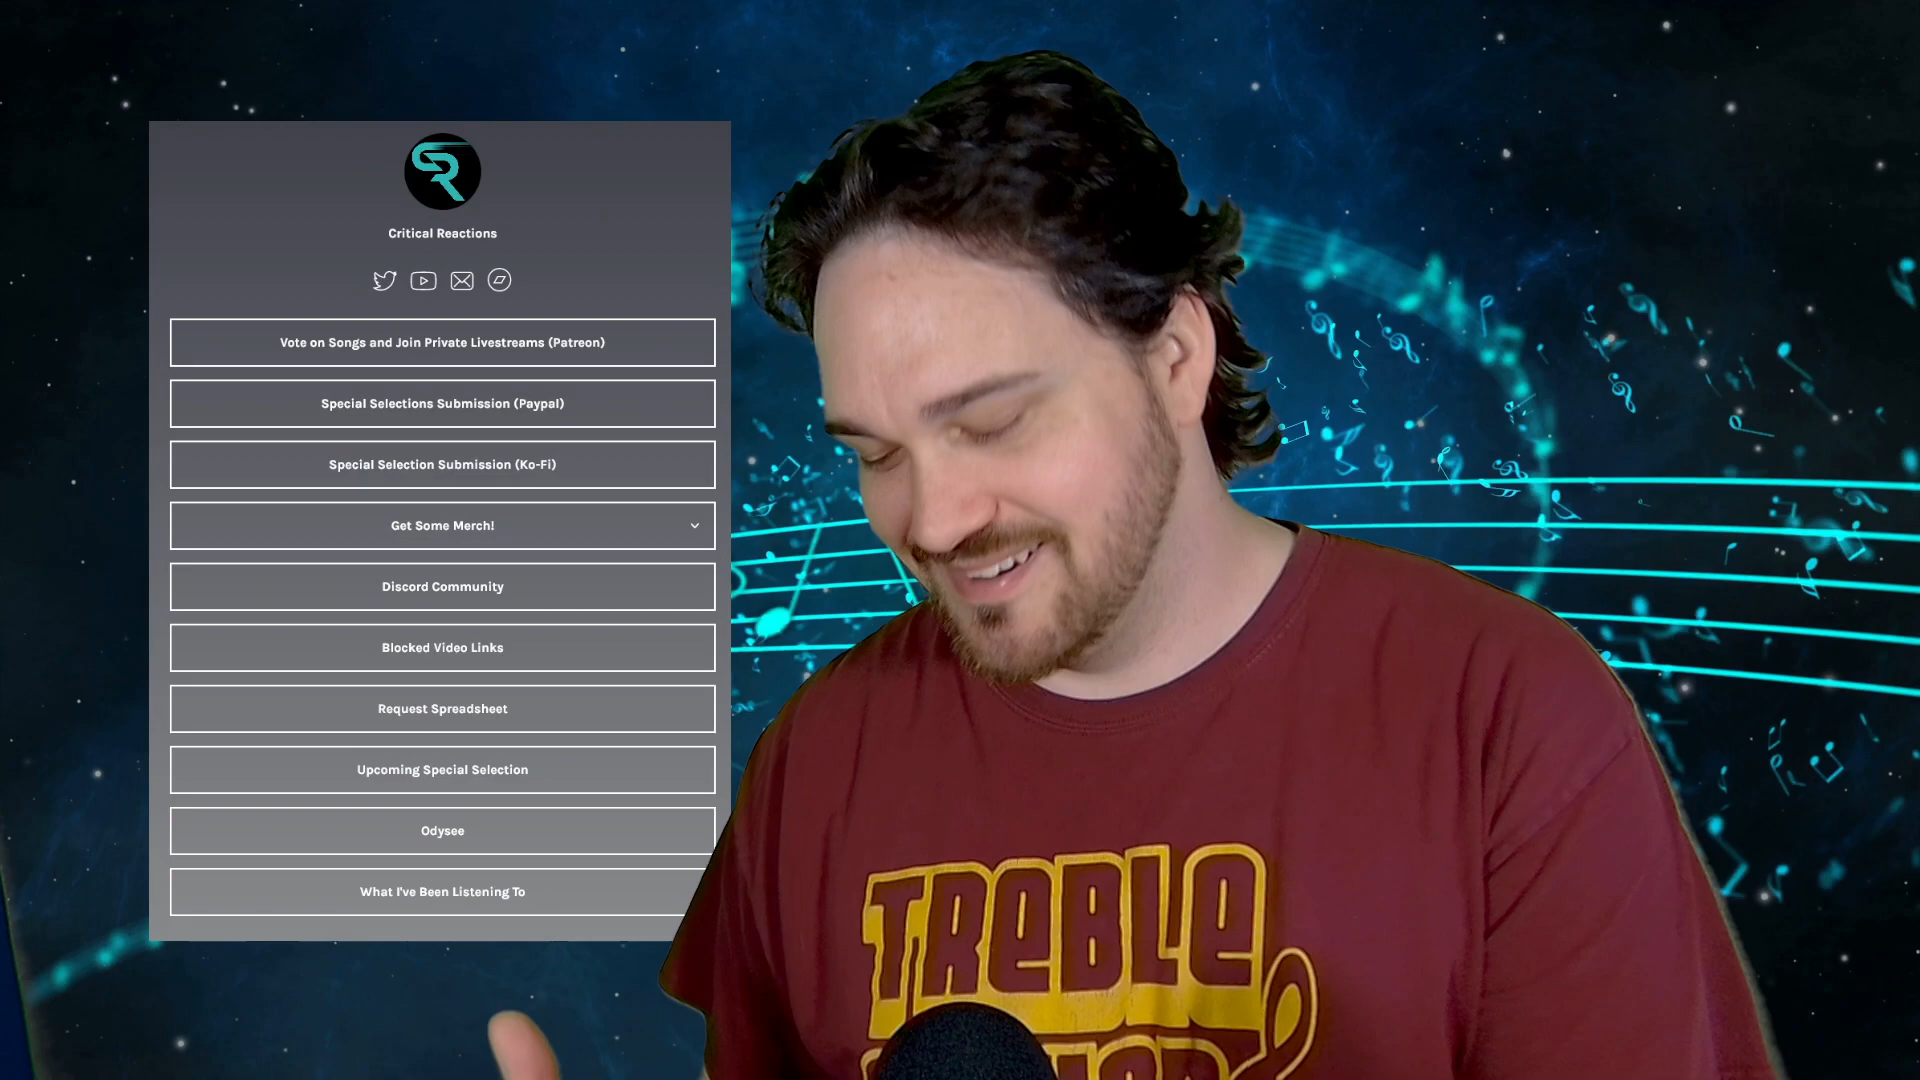 CR
Critical Reactions
Vote on Songs and Join Private Livestreams (Patreon)
Special Selections Submission (Paypal)
Special Selection Submission (Ko-Fi)
Get Some Merch!
Discord Community
Blocked Video Links
Request Spreadsheet
Upcoming Special Selection
Odysee
What I've Been Listening To
TReBLe